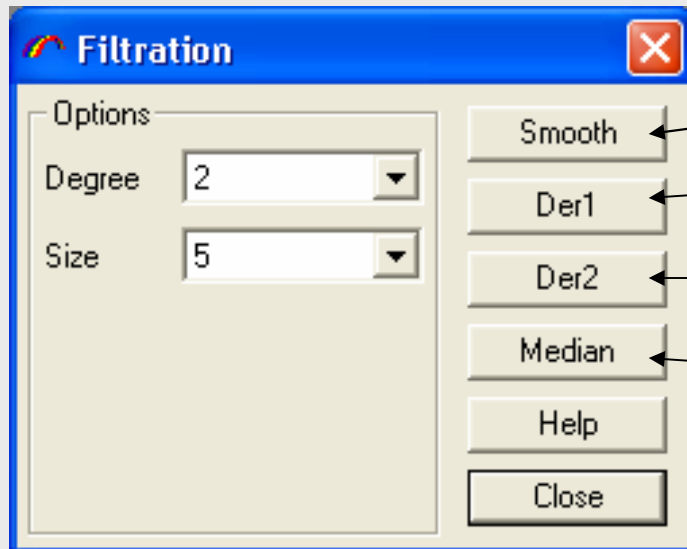 Filtration
Options
Degree 2
Size 5
Smooth
Der1
Der2
Median
Help
Close